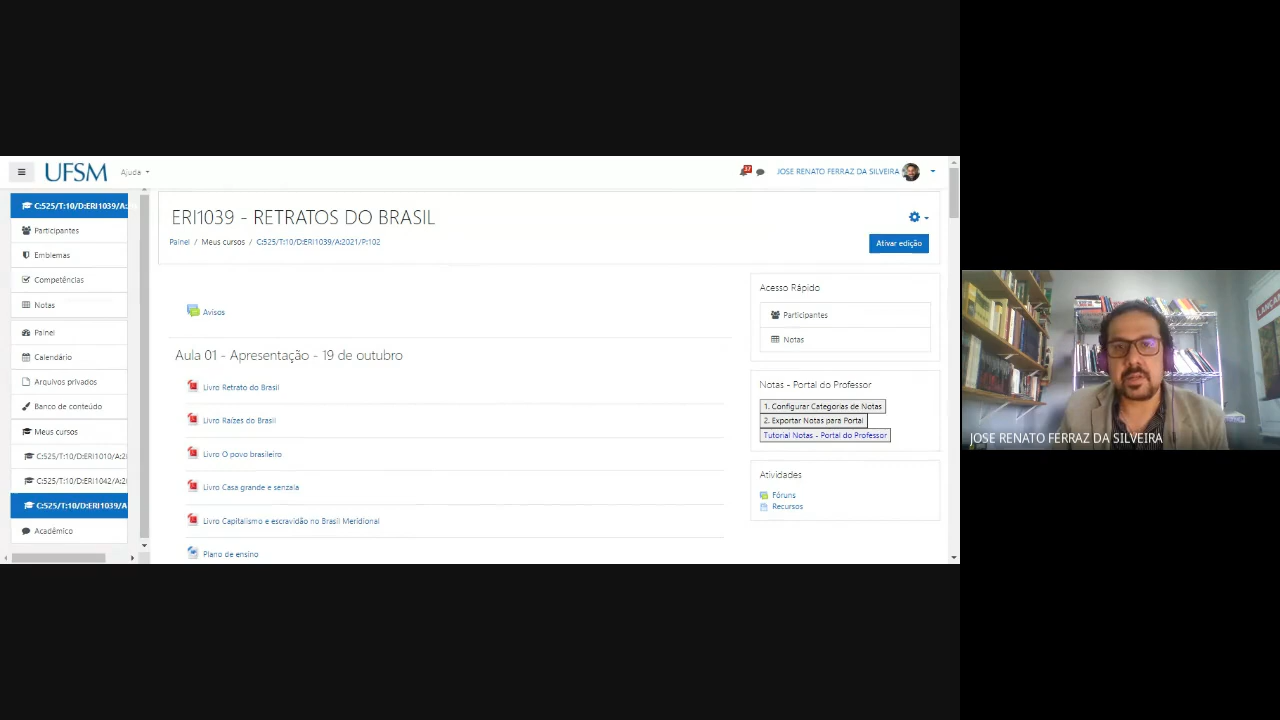 UFSM
Ajuda
JOSE RENATO FERRAZ DA SILVEIRA
C:525/T:10/D:ERI1039/A:2
Participantes
Emblemas
Competências
Notas
Painel
Calendário
Arquivos privados
Banco de conteúdo
Meus cursos
C:525/T:10/D:ERI1010/A:2
C:525/T:10/D:ERI1042/A:2
C:525/T:10/D:ERI1039/A
Acadêmico
ERI1039 - RETRATOS DO BRASIL
Painel / Meus cursos / C:525/T:10/D:ERI1039/A:2021/P:102
Ativar edição
Avisos
Aula 01 - Apresentação - 19 de outubro
Livro Retrato do Brasil
Livro Raízes do Brasil
Livro O povo brasileiro
Livro Casa grande e senzala
Livro Capitalismo e escravidão no Brasil Meridional
Plano de ensino
Acesso Rápido
Participantes
Notas
Notas - Portal do Professor
1. Configurar Categorias de Notas
2. Exportar Notas para Portal
Tutorial Notas - Portal do Professor
Atividades
Fóruns
Recursos
JOSE RENATO FERRAZ DA SILVEIRA